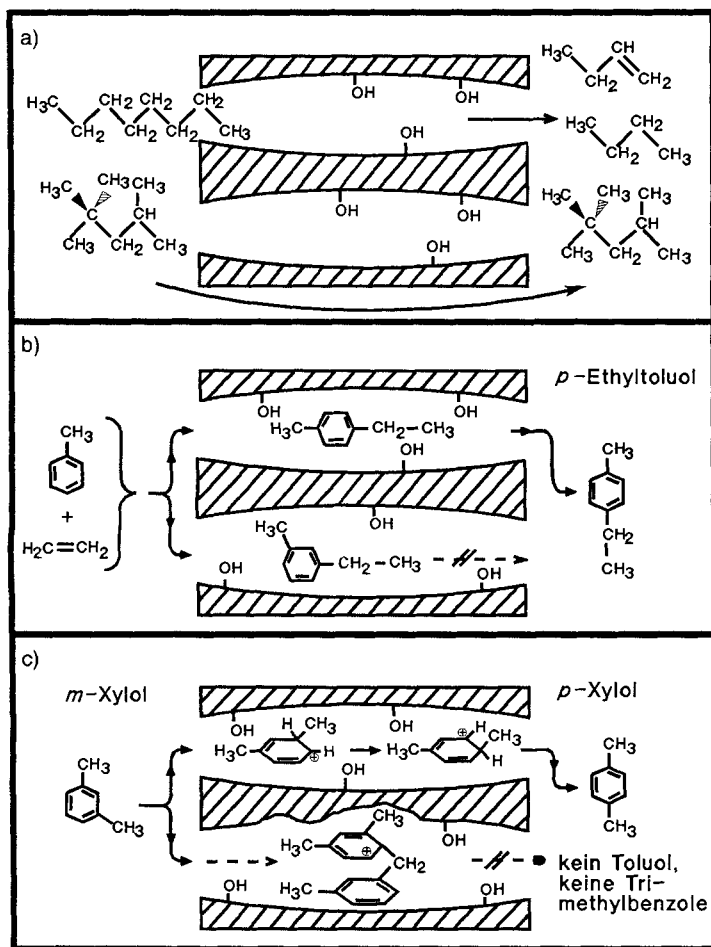 a)
CH
H₃C
CH₂
CH₂
OH OH
H₃C CH₂ CH₂ CH₂
CH₂ CH₂ CH₂ CH₃
H₃C CH₂
CH₂ CH₃
OH
H₃C CH₃ CH₃
C CH
CH₃ CH₂ CH₃
OH OH
H₃C CH₃ CH₃
C CH
CH₃ CH₂ CH₃
OH
b)
p-Ethyltoluol
OH OH
CH₃
H₃C CH₂–CH₃
OH
CH₃
+
H₂C=CH₂
OH
CH₂
CH₃
H₃C
CH₂–CH₃
OH OH
c)
m-Xylol
p-Xylol
OH OH
H CH₃
H₃C H
⊕
⊕ H
H₃C CH₃
H
CH₃
CH₃
OH
CH₃
CH₃
OH
CH₃
H₃C ⊕
CH₂
H₃C
OH OH
kein Toluol,
keine Tri-
methylbenzole